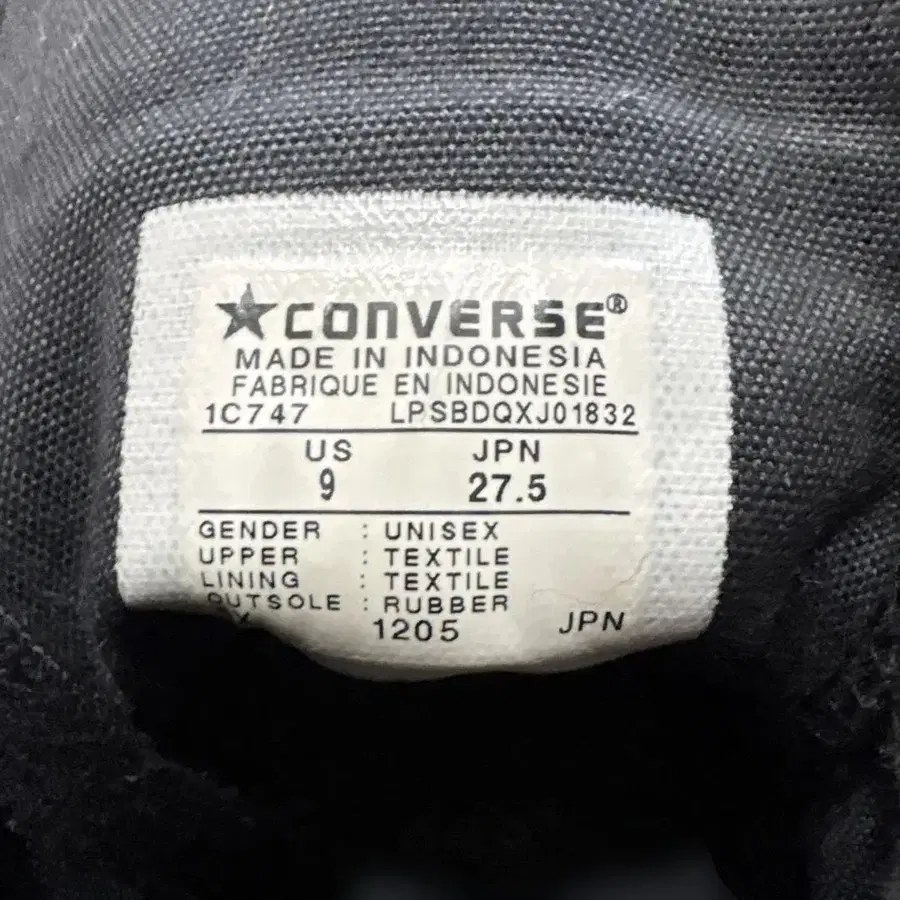 ★CONVERSE®
MADE IN INDONESIA
FABRIQUE EN INDONESIE
1C747 LPSBDQXJ01832
US JPN
9 27.5
GENDER : UNISEX
UPPER : TEXTILE
LINING : TEXTILE
OUTSOLE : RUBBER
1205 JPN